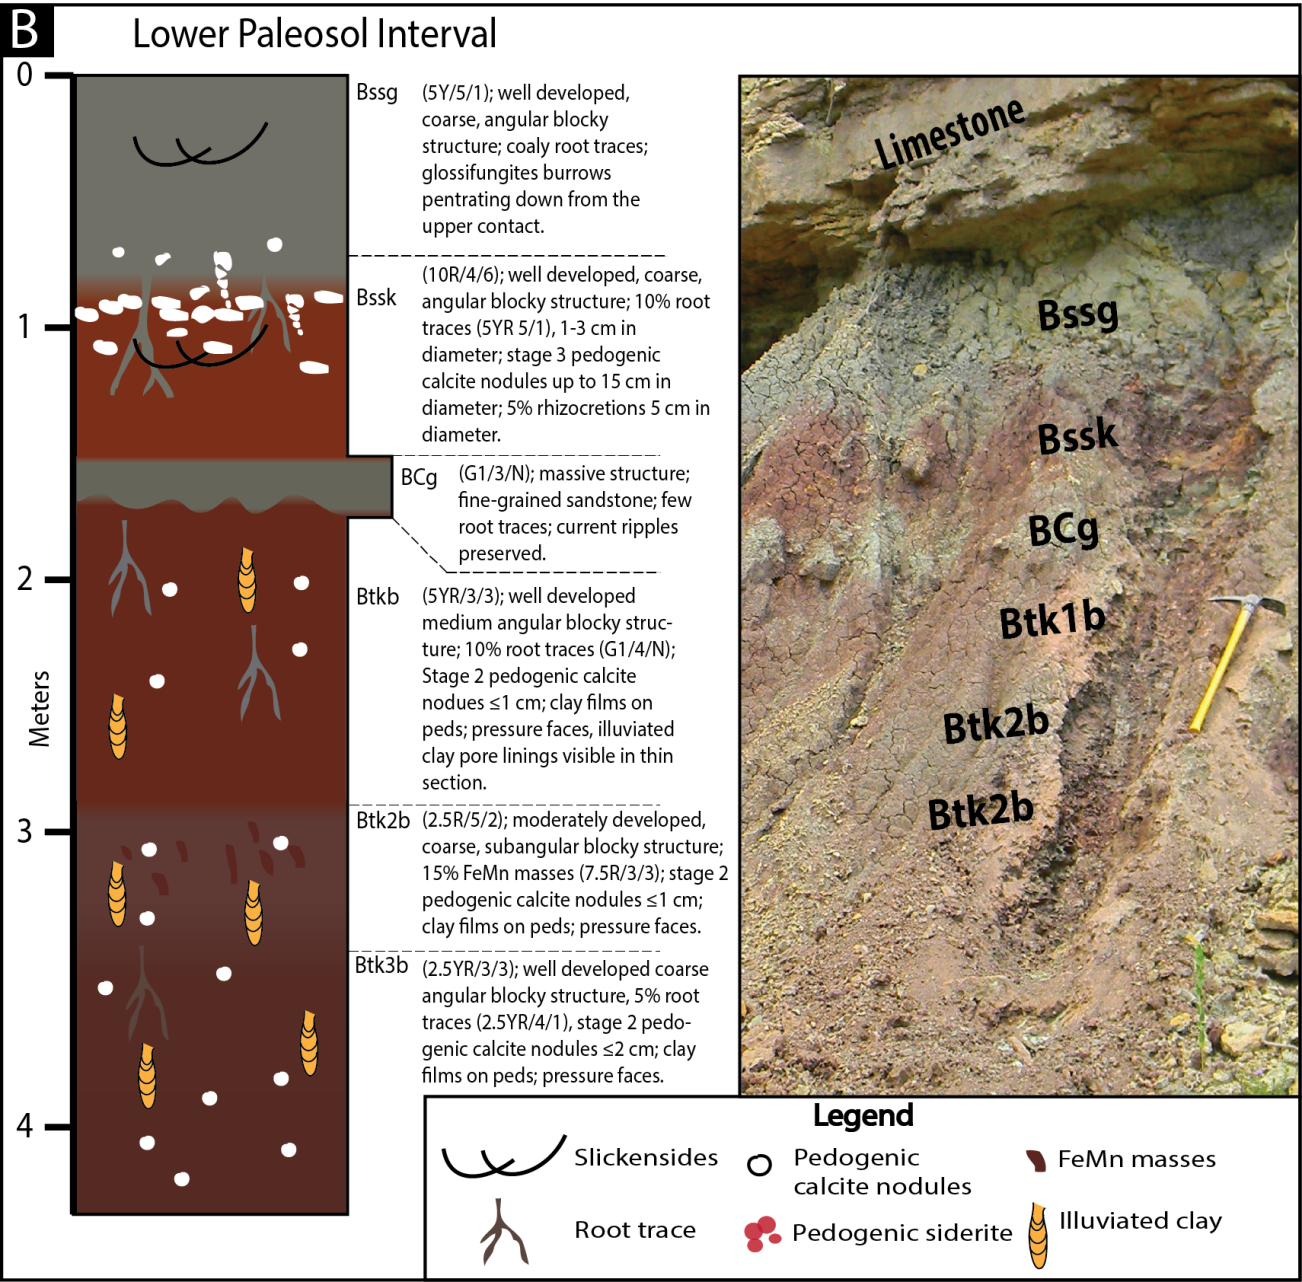 B
Lower Paleosol Interval
0
1
2
3
4
Meters
Bssg
(5Y/5/1); well developed,
coarse, angular blocky
structure; coaly root traces;
glossifungites burrows
pentrating down from the
upper contact.
Bssk
(10R/4/6); well developed, coarse,
angular blocky structure; 10% root
traces (5YR 5/1), 1-3 cm in
diameter; stage 3 pedogenic
calcite nodules up to 15 cm in
diameter; 5% rhizocretions 5 cm in
diameter.
BCg
(G1/3/N); massive structure;
fine-grained sandstone; few
root traces; current ripples
preserved.
Btkb
(5YR/3/3); well developed
medium angular blocky struc-
ture; 10% root traces (G1/4/N);
Stage 2 pedogenic calcite
nodues ≤1 cm; clay films on
peds; pressure faces, illuviated
clay pore linings visible in thin
section.
Btk2b
(2.5R/5/2); moderately developed,
coarse, subangular blocky structure;
15% FeMn masses (7.5R/3/3); stage 2
pedogenic calcite nodules ≤1 cm;
clay films on peds; pressure faces.
Btk3b
(2.5YR/3/3); well developed coarse
angular blocky structure, 5% root
traces (2.5YR/4/1), stage 2 pedo-
genic calcite nodules ≤2 cm; clay
films on peds; pressure faces.
Limestone
Bssg
Bssk
BCg
Btk1b
Btk2b
Btk2b
Legend
Slickensides
Root trace
Pedogenic
calcite nodules
Pedogenic siderite
FeMn masses
Illuviated clay